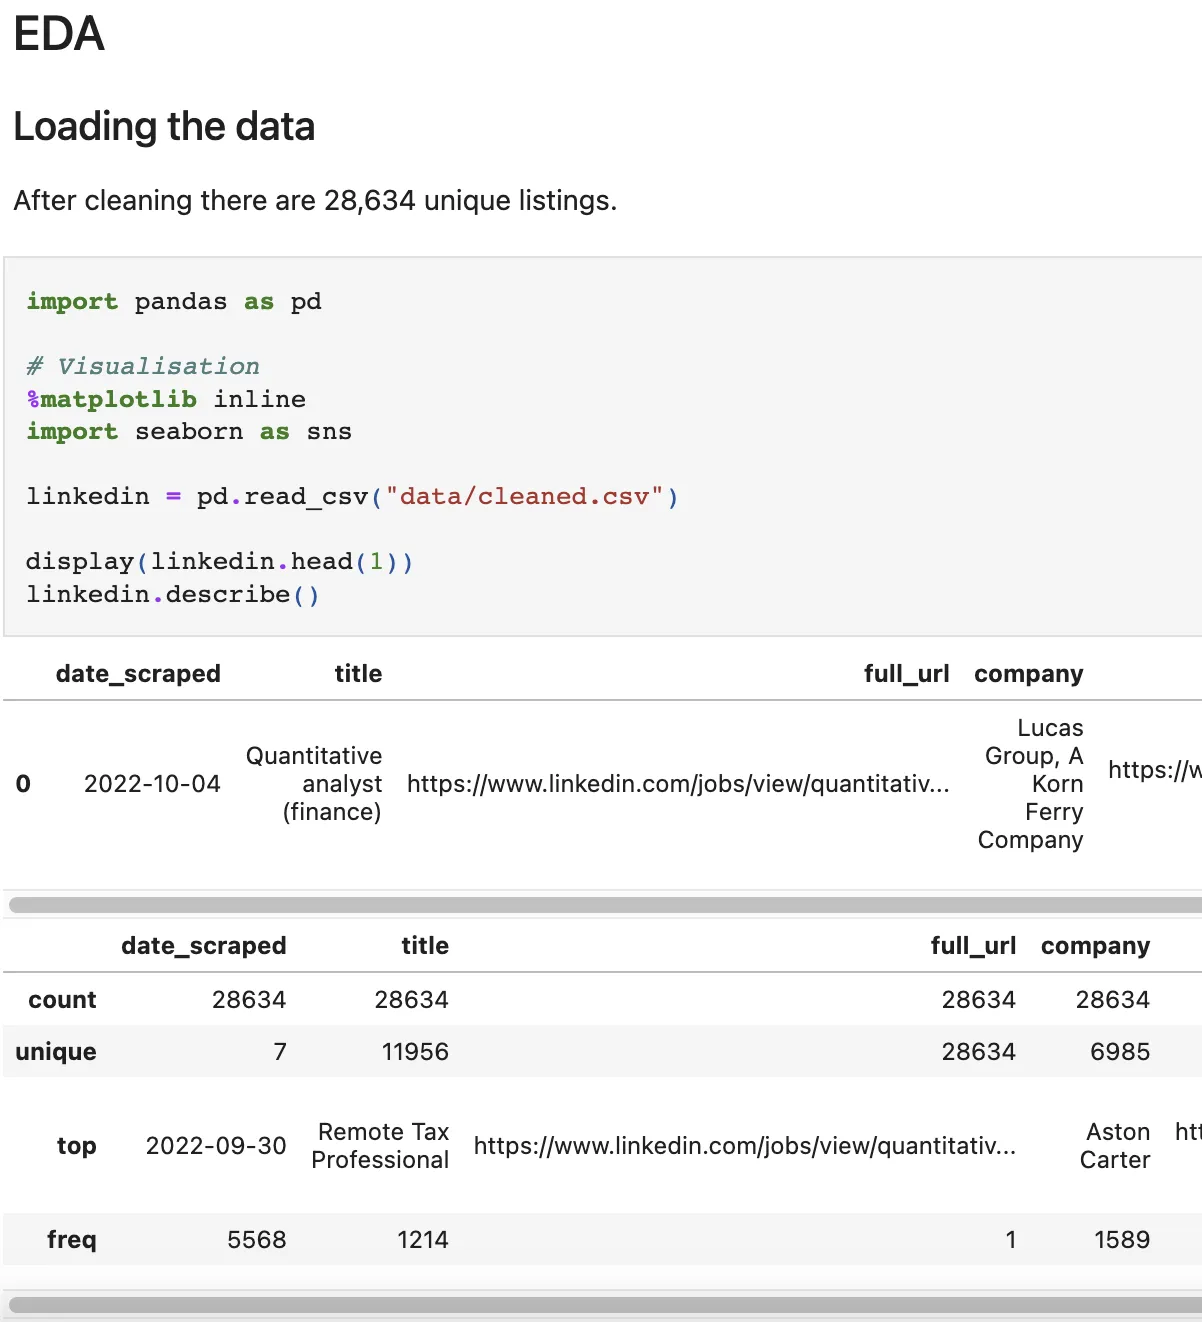 EDA
Loading the data
After cleaning there are 28,634 unique listings.
import pandas as pd
# Visualisation
%matplotlib inline
import seaborn as sns
linkedin = pd.read_csv("data/cleaned.csv")
display(linkedin.head(1))
linkedin.describe()
date_scraped title full_url company
0 2022-10-04 Quantitative analyst (finance) https://www.linkedin.com/jobs/view/quantitativ... Lucas Group, A Korn Ferry Company https://w
date_scraped title full_url company
count 28634 28634 28634 28634
unique 7 11956 28634 6985
top 2022-09-30 Remote Tax Professional https://www.linkedin.com/jobs/view/quantitativ... Aston Carter htt
freq 5568 1214 1 1589